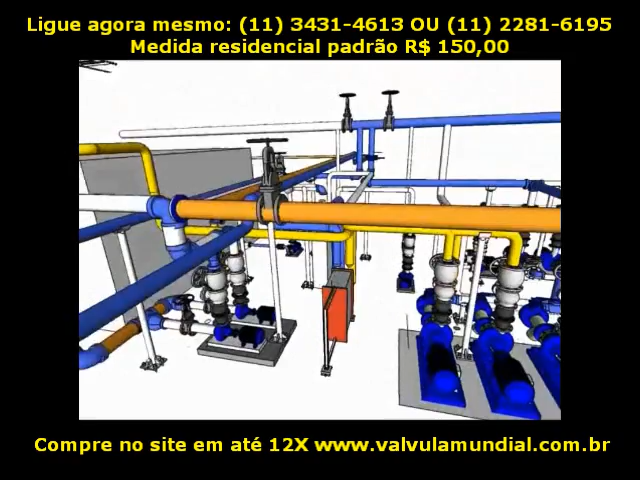 Ligue agora mesmo: (11) 3431-4613 OU (11) 2281-6195
Medida residencial padrão R$ 150,00
Compre no site em até 12X www.valvulamundial.com.br